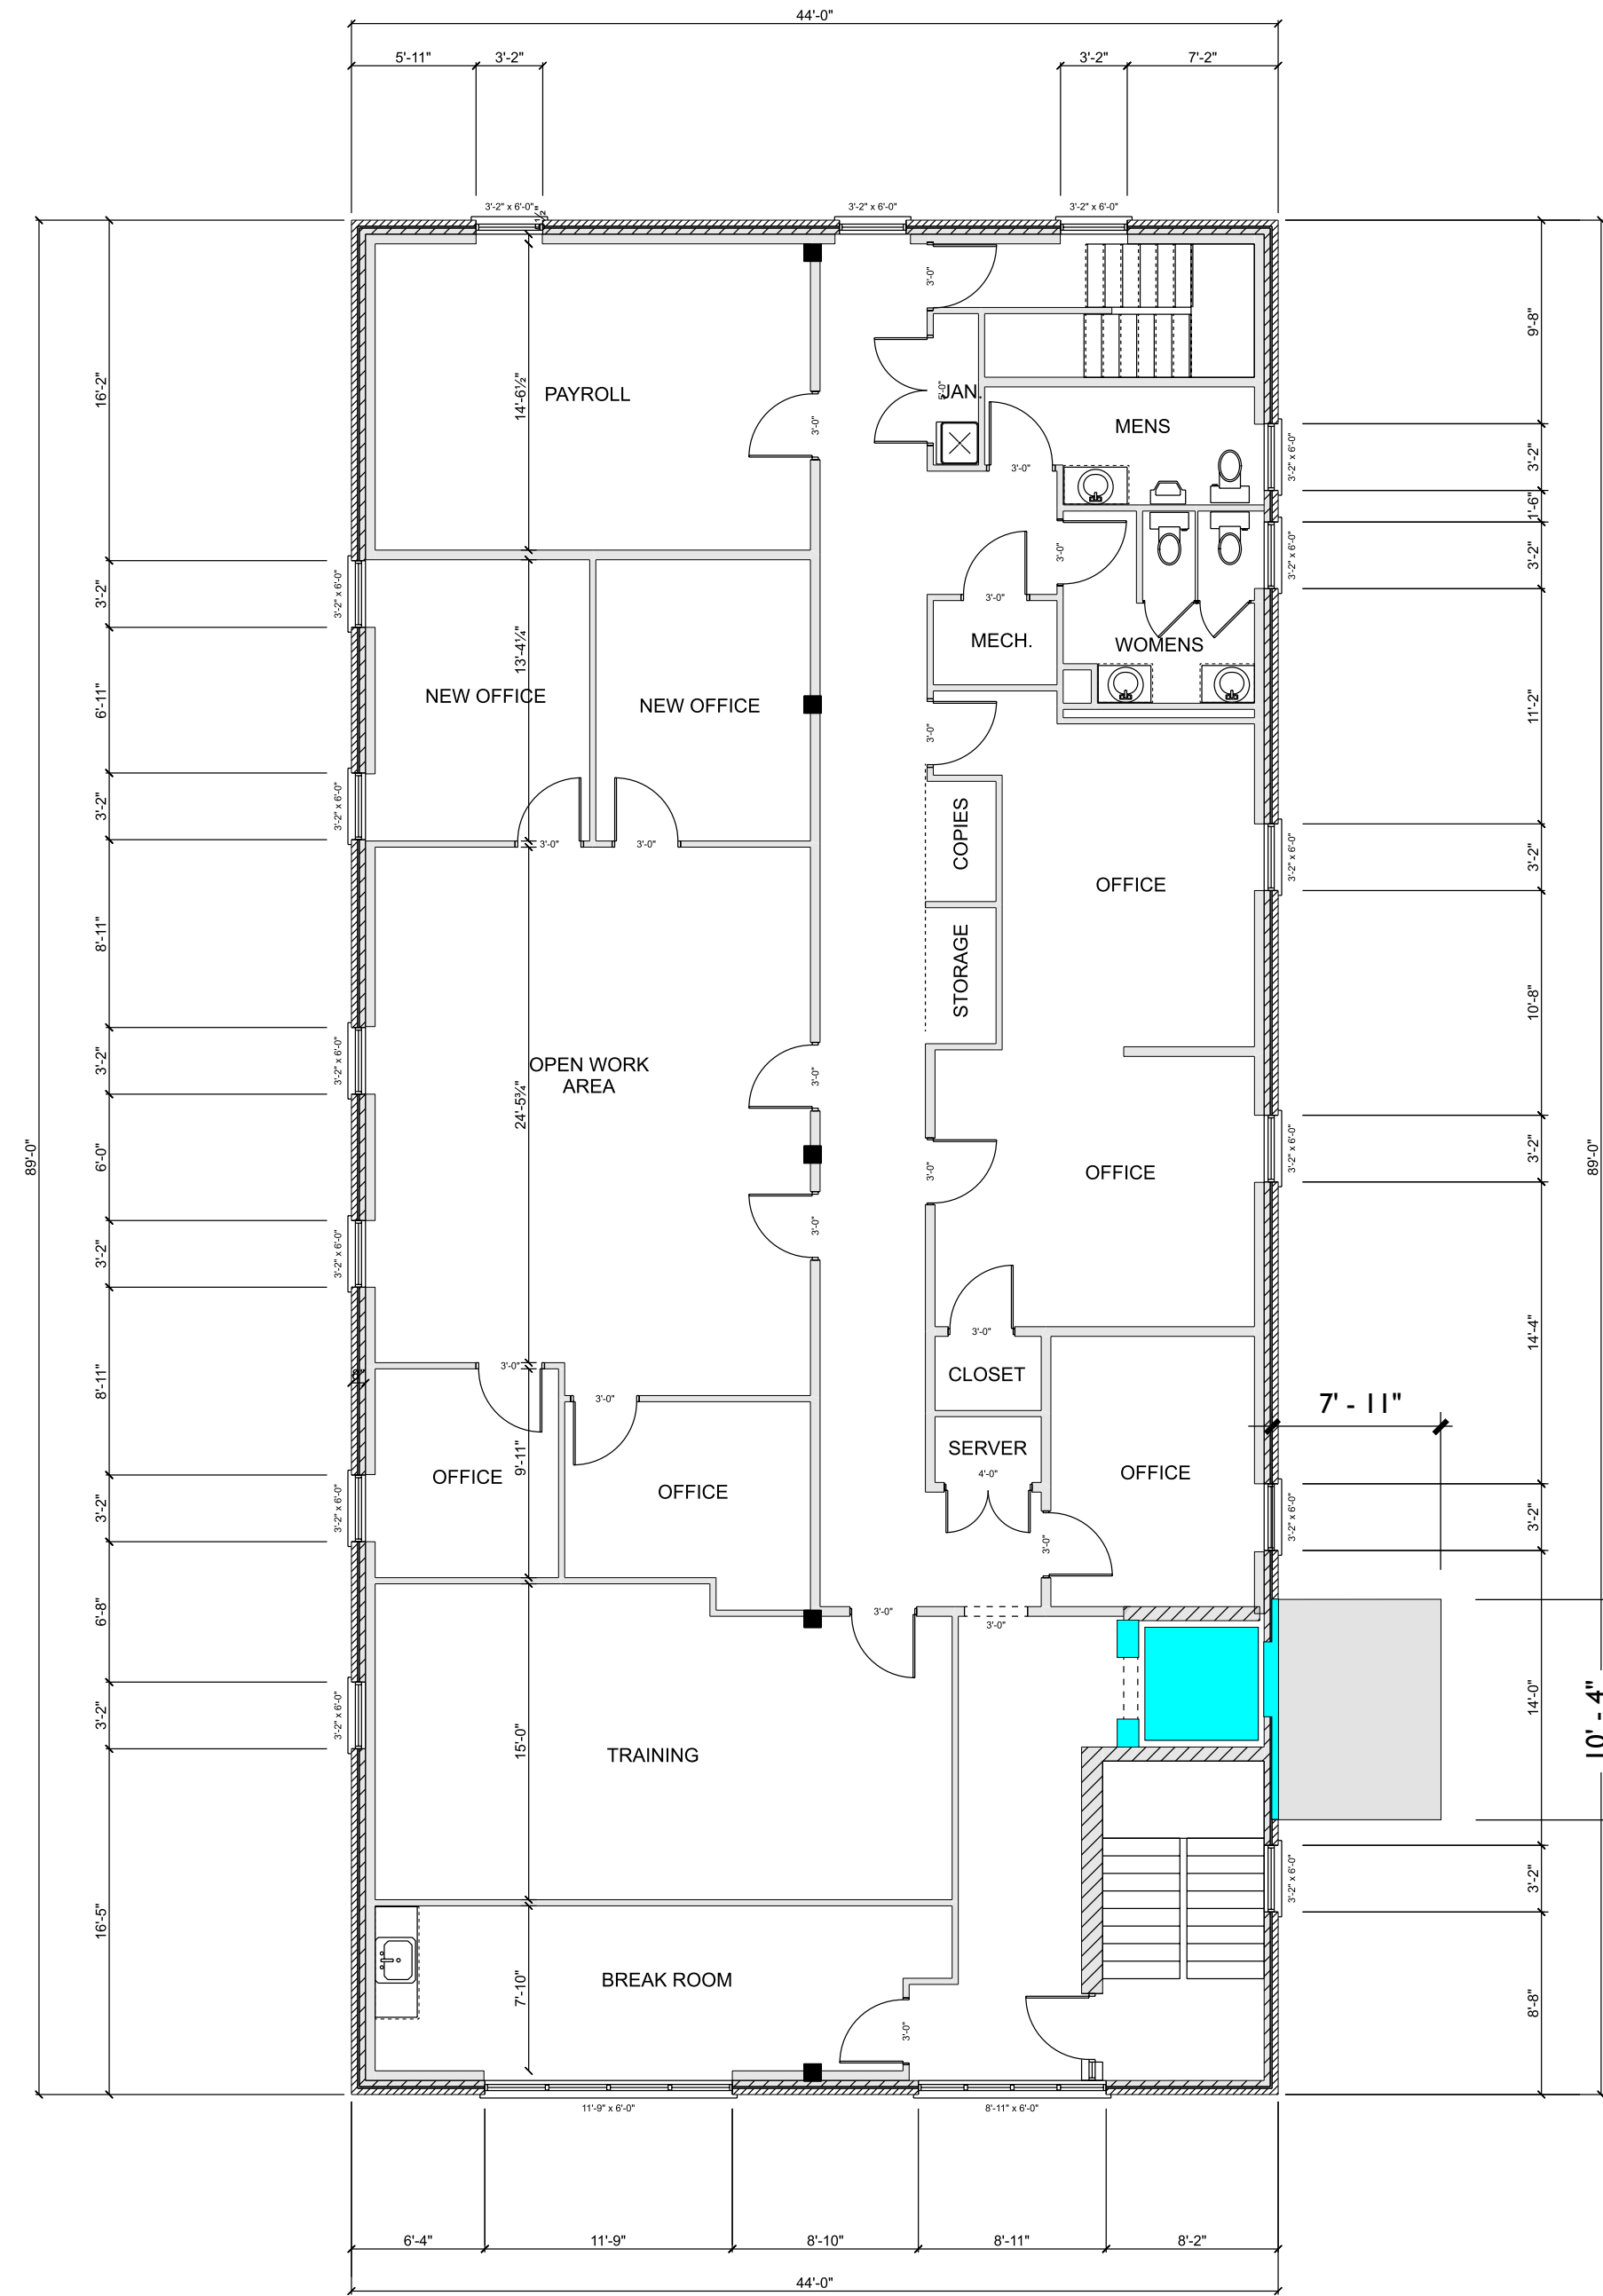 44'-0"
5'-11"
3'-2"
3'-2"
7'-2"
3'-2" x 6'-0"
3'-2" x 6'-0"
3'-2" x 6'-0"
3'-0"
9'-8"
16'-2"
14'-6½"
PAYROLL
3'-0"
5'-0"
JAN.
MENS
3'-0"
3'-2" x 6'-0"
3'-2"
1'-6"
3'-2" x 6'-0"
3'-2"
3'-0"
3'-0"
3'-2"
3'-2" x 6'-0"
MECH.
WOMENS
13'-4¼"
NEW OFFICE
NEW OFFICE
6'-11"
11'-2"
3'-0"
3'-2"
3'-2" x 6'-0"
3'-0"
3'-0"
COPIES
OFFICE
3'-2" x 6'-0"
3'-2"
8'-11"
STORAGE
10'-8"
3'-2"
3'-2" x 6'-0"
OPEN WORK
AREA
24'-5¾"
3'-0"
89'-0"
6'-0"
3'-0"
OFFICE
3'-2" x 6'-0"
3'-2"
89'-0"
3'-2"
3'-2" x 6'-0"
3'-0"
3'-0"
14'-4"
8'-11"
3'-0"
3'-0"
CLOSET
7' - 11"
SERVER
4'-0"
9'-11"
OFFICE
OFFICE
OFFICE
3'-2"
3'-2" x 6'-0"
3'-0"
3'-2" x 6'-0"
3'-2"
6'-8"
3'-0"
3'-0"
3'-2"
3'-2" x 6'-0"
15'-0"
TRAINING
14'-0"
10' - 4"
3'-2" x 6'-0"
3'-2"
16'-5"
7'-10"
BREAK ROOM
3'-0"
8'-8"
11'-9" x 6'-0"
8'-11" x 6'-0"
6'-4"
11'-9"
8'-10"
8'-11"
8'-2"
44'-0"